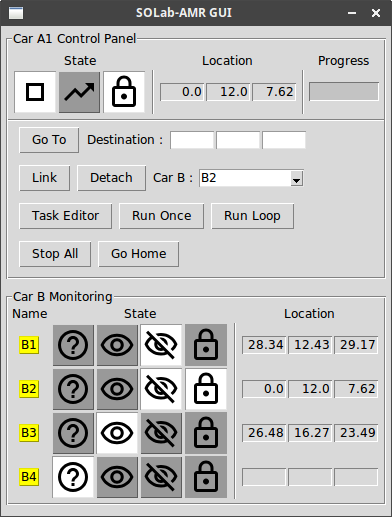 SOLab-AMR GUI
Car A1 Control Panel
State Location Progress
0.0 12.0 7.62
Go To Destination :
Link Detach Car B : B2
Task Editor Run Once Run Loop
Stop All Go Home
Car B Monitoring
Name State Location
B1 28.34 12.43 29.17
B2 0.0 12.0 7.62
B3 26.48 16.27 23.49
B4